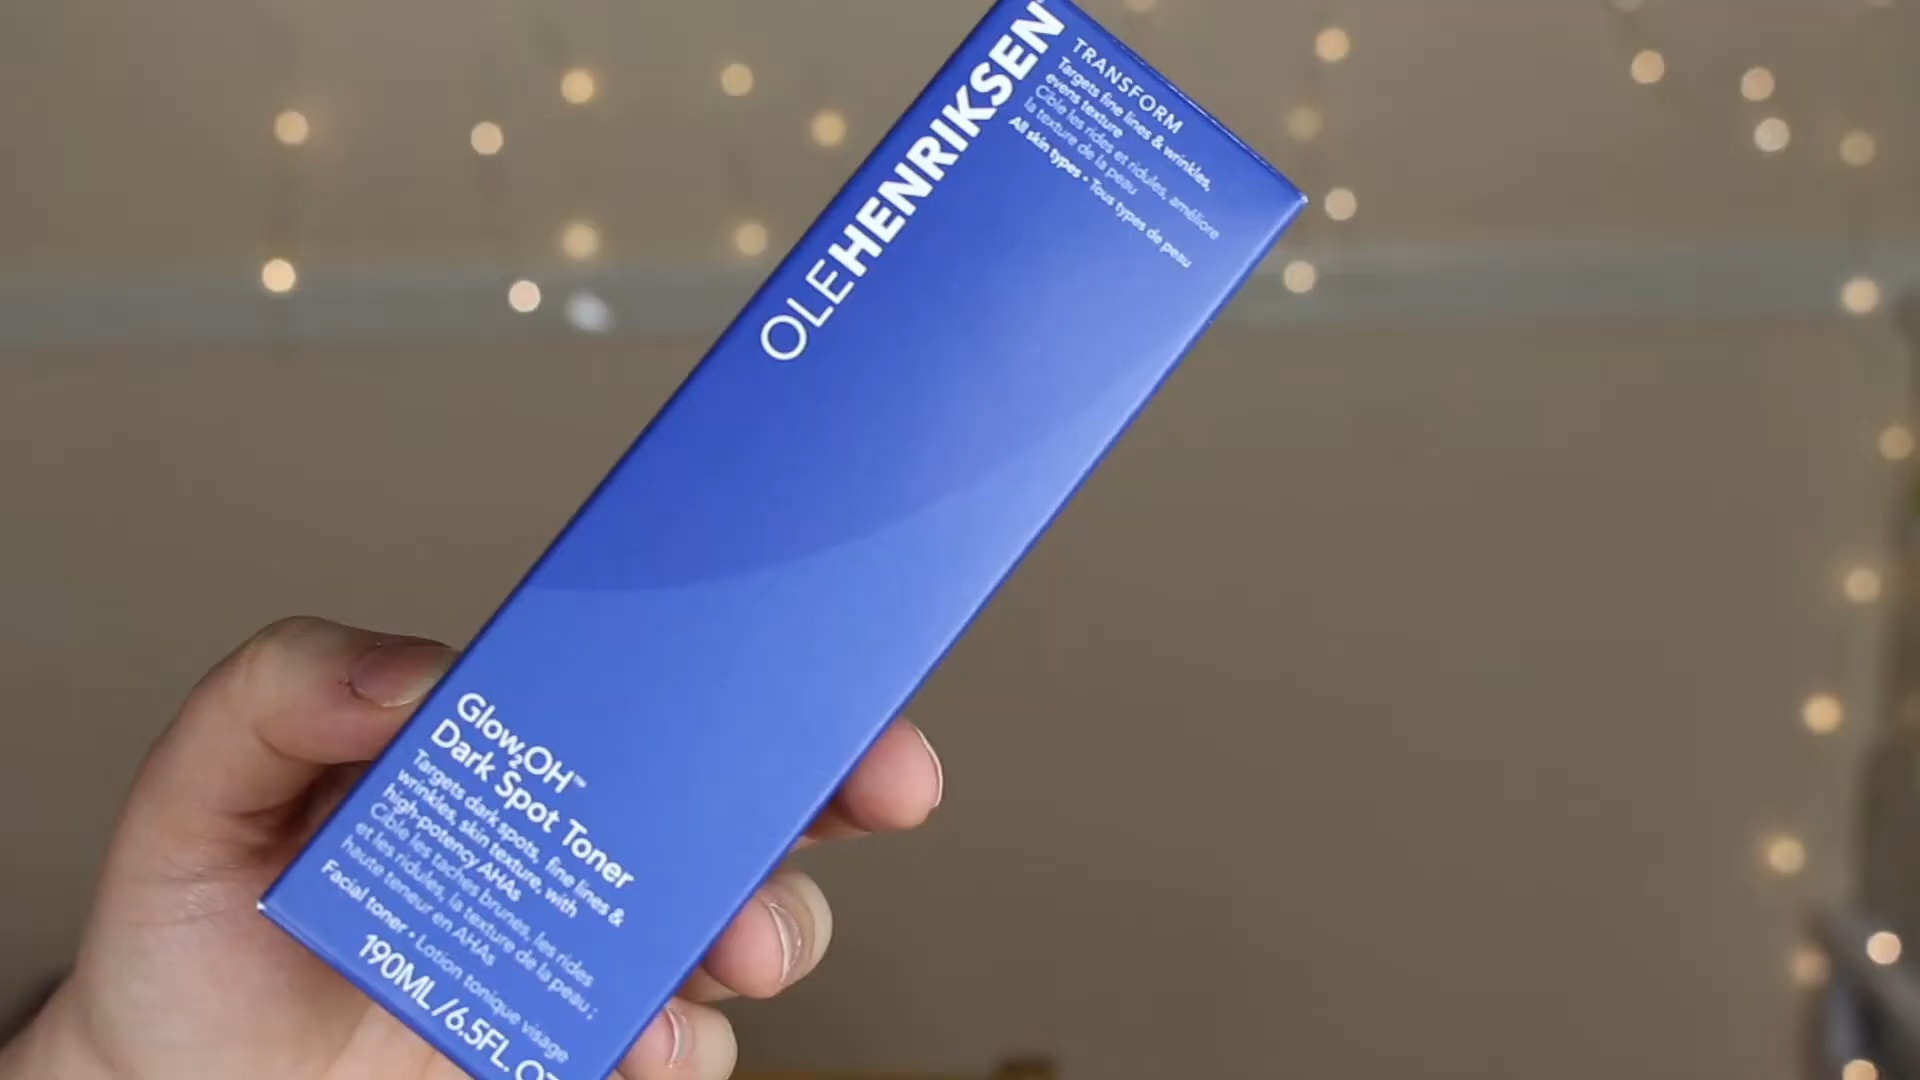 OLEHENRIKSEN
TRANSFORM
Targets fine lines & wrinkles,
evens texture
Cible les rides et ridules, améliore
la texture de la peau
All skin types • Tous types de peau
Glow₂OH™
Dark Spot Toner
Targets dark spots, fine lines &
wrinkles, skin texture, with
high-potency AHAs
Cible les taches brunes, les rides
et les ridules, la texture de la peau ;
haute teneur en AHAs
Facial toner • Lotion tonique visage
190ML/6.5FL. OZ